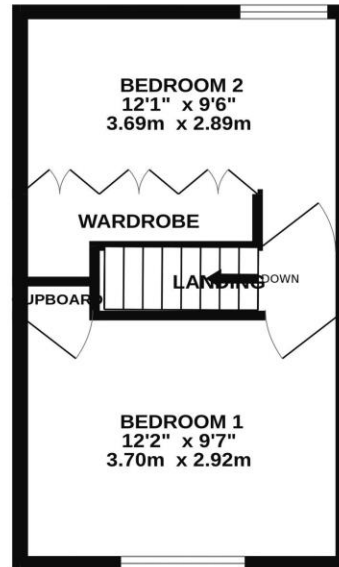 BEDROOM 2
12'1" x 9'6"
3.69m x 2.89m
WARDROBE
LANDING
DOWN
UPBOARD
BEDROOM 1
12'2" x 9'7"
3.70m x 2.92m